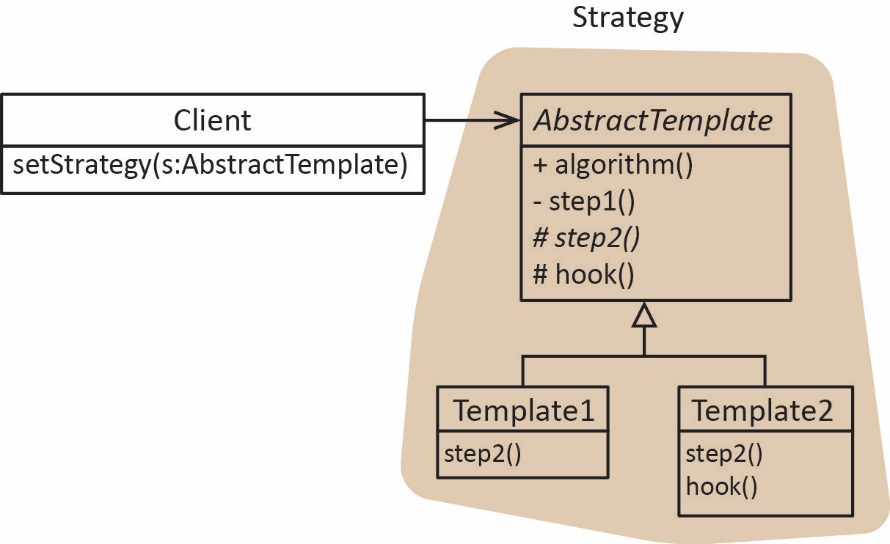 Strategy
Client
setStrategy(s:AbstractTemplate)
AbstractTemplate
+ algorithm()
- step1()
# step2()
# hook()
Template1
step2()
Template2
step2()
hook()